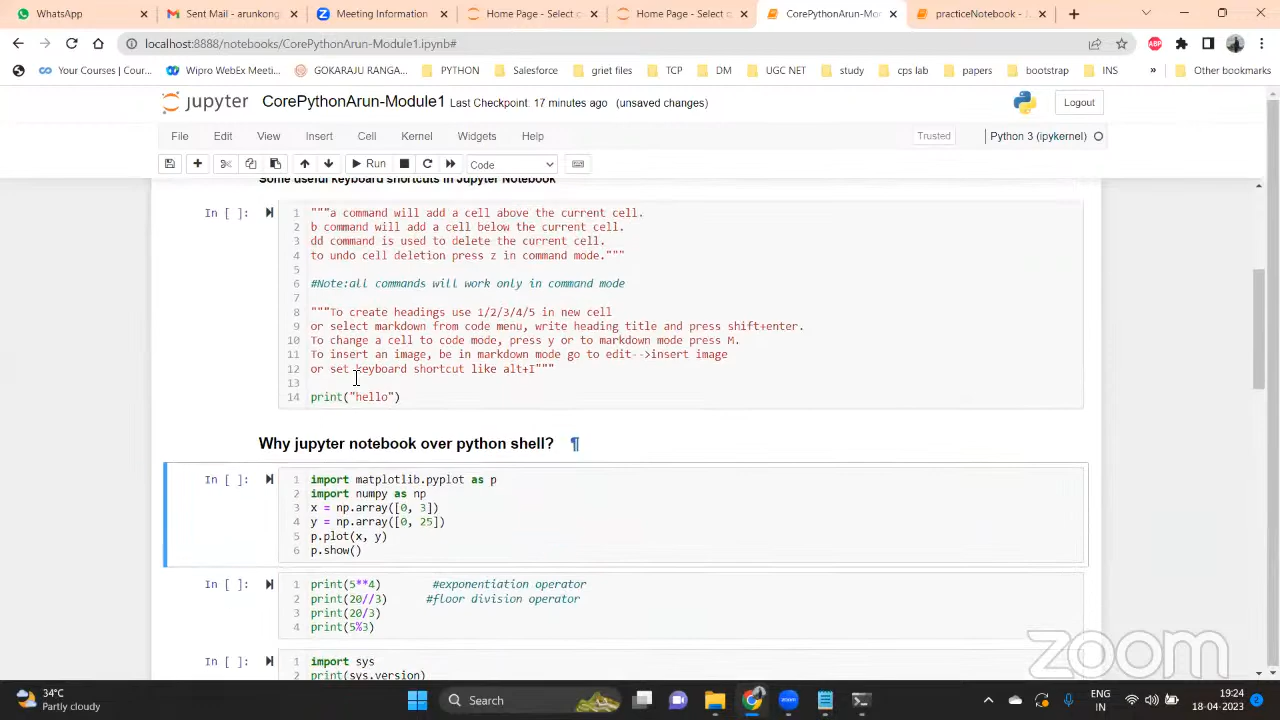 WhatsApp
Sent Mail - arunkong
Meeting Information
Home Page - Select c
Home Page - Select c
CorePythonArun-Mod
practiceNotebook - J
localhost:8888/notebooks/CorePythonArun-Module1.ipynb#
Your Courses | Cour...
Wipro WebEx Meeti...
GOKARAJU RANGA...
PYTHON
Salesforce
griet files
TCP
DM
UGC NET
study
cps lab
papers
bootstrap
INS
»
Other bookmarks
jupyter CorePythonArun-Module1 Last Checkpoint: 17 minutes ago (unsaved changes)
Logout
File Edit View Insert Cell Kernel Widgets Help
Trusted
Python 3 (ipykernel)
Run
Code
Some useful keyboard shortcuts in Jupyter Notebook
In [ ]:
1 """a command will add a cell above the current cell.
2 b command will add a cell below the current cell.
3 dd command is used to delete the current cell.
4 to undo cell deletion press z in command mode."""
5
6 #Note:all commands will work only in command mode
7
8 """To create headings use 1/2/3/4/5 in new cell
9 or select markdown from code menu, write heading title and press shift+enter.
10 To change a cell to code mode, press y or to markdown mode press M.
11 To insert an image, be in markdown mode go to edit-->insert image
12 or set keyboard shortcut like alt+I"""
13
14 print("hello")
Why jupyter notebook over python shell? ¶
In [ ]:
1 import matplotlib.pyplot as p
2 import numpy as np
3 x = np.array([0, 3])
4 y = np.array([0, 25])
5 p.plot(x, y)
6 p.show()
In [ ]:
1 print(5**4) #exponentiation operator
2 print(20//3) #floor division operator
3 print(20/3)
4 print(5%3)
In [ ]:
1 import sys
2 print(sys.version)
zoom
34°C
Partly cloudy
Search
ENG
IN
19:24
18-04-2023
2